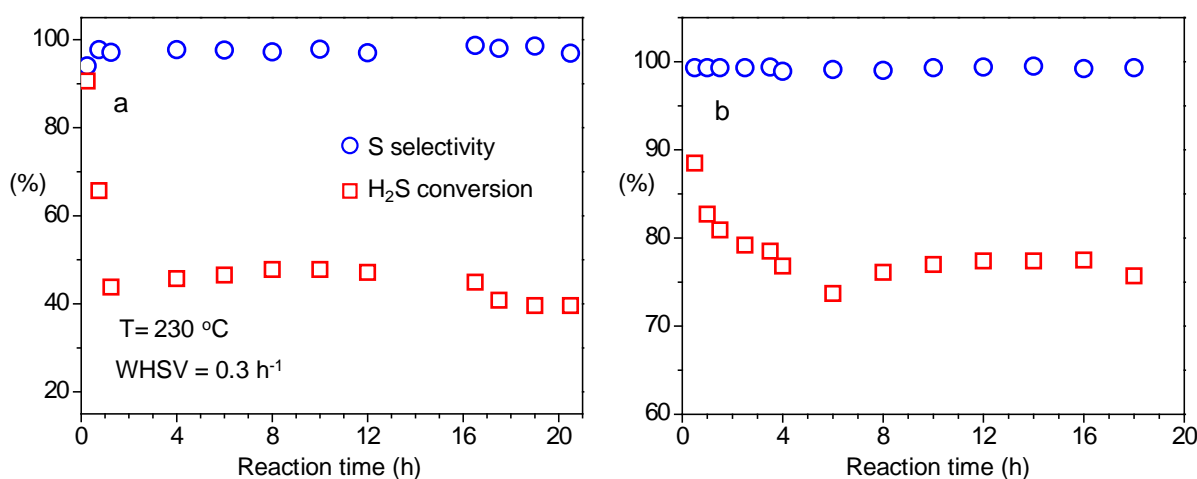 100
80
60
40
20
(%)
a
S selectivity
H₂S conversion
T= 230 ºC
WHSV = 0.3 h⁻¹
0 4 8 12 16 20
Reaction time (h)
100
90
80
70
60
(%)
b
0 4 8 12 16 20
Reaction time (h)